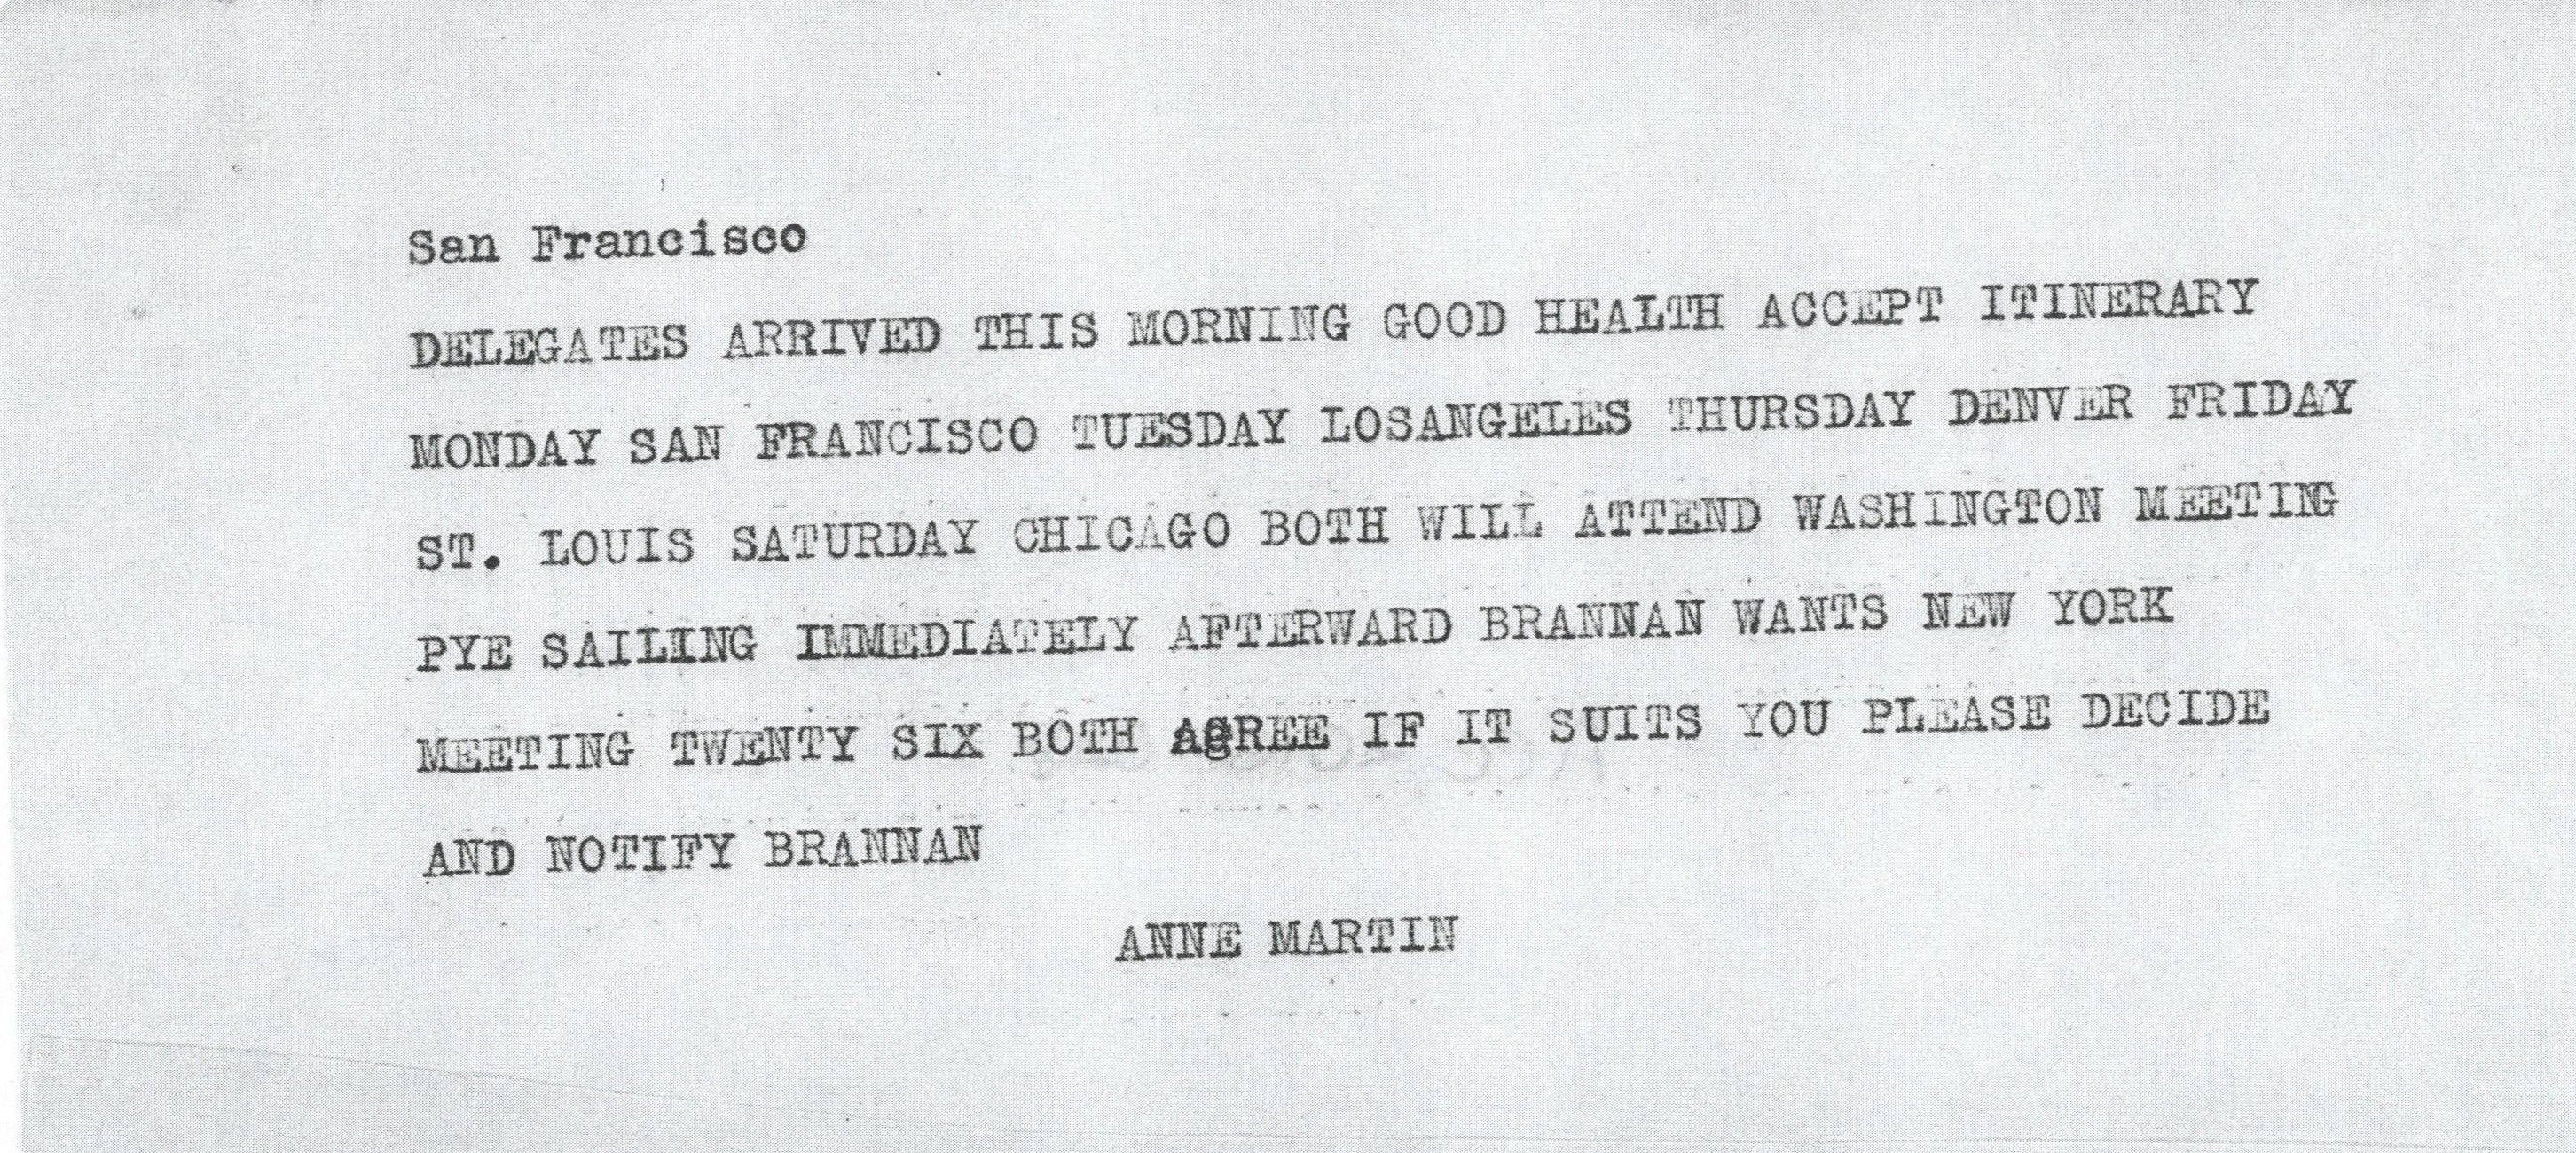 San Francisco
DELEGATES ARRIVED THIS MORNING GOOD HEALTH ACCEPT ITINERARY
MONDAY SAN FRANCISCO TUESDAY LOSANGELES THURSDAY DENVER FRIDAY
ST. LOUIS SATURDAY CHICAGO BOTH WILL ATTEND WASHINGTON MEETING
PYE SAILING IMMEDIATELY AFTERWARD BRANNAN WANTS NEW YORK
MEETING TWENTY SIX BOTH AGREE IF IT SUITS YOU PLEASE DECIDE
AND NOTIFY BRANNAN
ANNE MARTIN